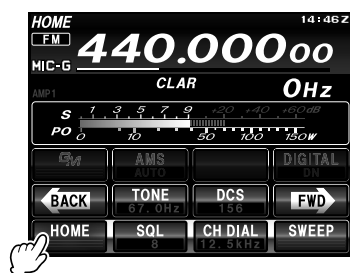 HOME 14:46Z
FM 440.00000
MIC-G
AMP1 CLAR 0Hz
S 1 3 5 7 9 +20 +40 +60dB
PO 0 10 50 100 150W
GM AMS DIGITAL
AUTO DN
BACK TONE DCS FWD
67.0Hz 156
HOME SQL CH DIAL SWEEP
8 12.5kHz